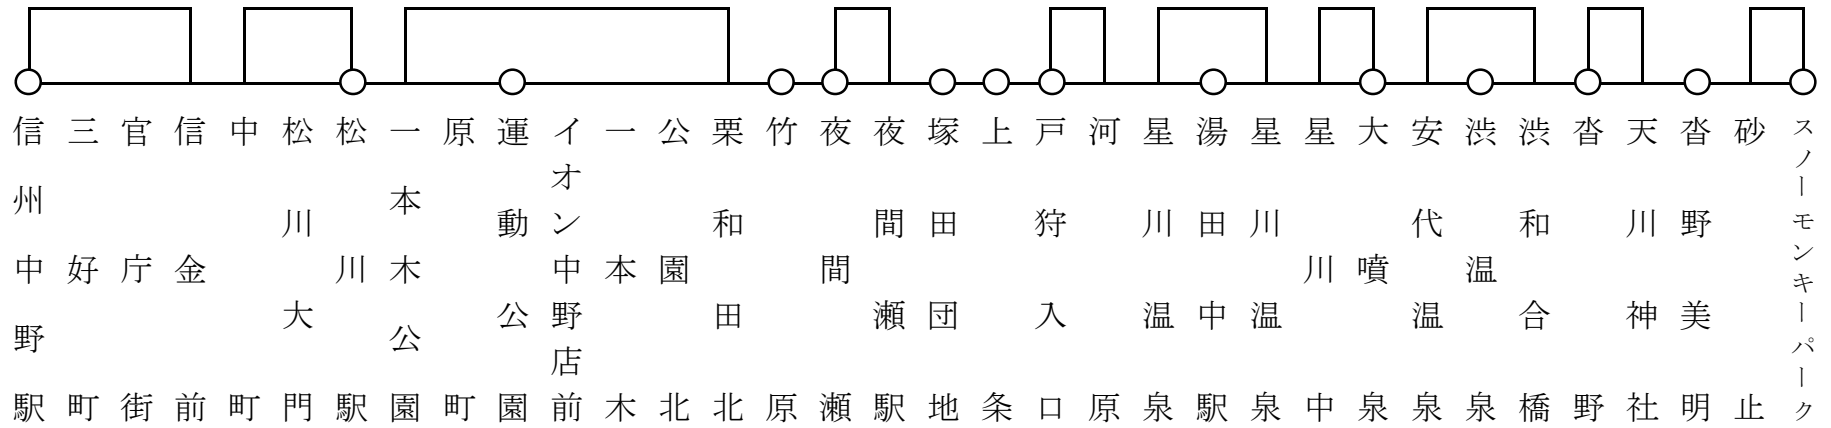 信州中野駅
三好町
官庁街
信金前
中町
松川大門
松川駅
一本木公園
原町
運動公園
イオン中野店前
一本木
公園北
栗和田北
竹原
夜間瀬
夜間瀬駅
塚田団地
上条
戸狩入口
河原
星川温泉
湯田中駅
星川温泉
星川中
大噴泉
安代温泉
渋温泉
渋和合橋
沓野
天川神社
沓野美明
砂止
スノーモンキーパーク